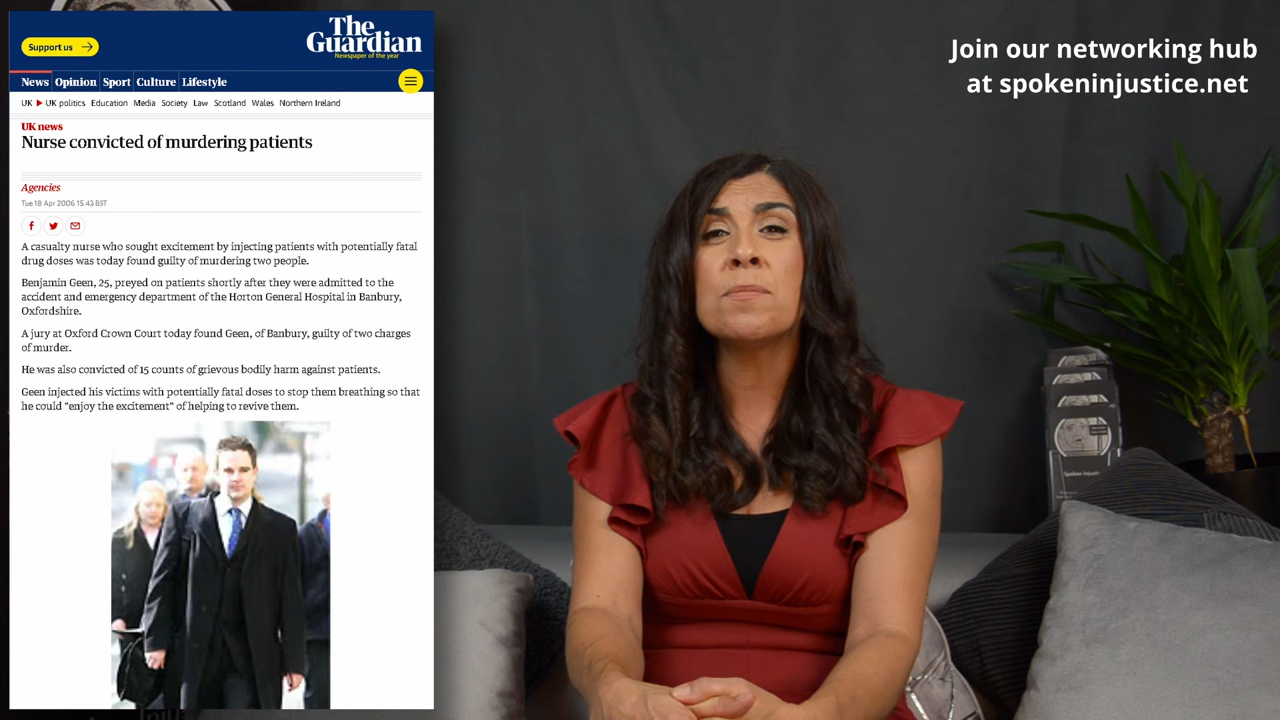 Support us
The
Guardian
Newspaper of the year
News Opinion Sport Culture Lifestyle
UK UK politics Education Media Society Law Scotland Wales Northern Ireland
UK news
Nurse convicted of murdering patients
Agencies
Tue 18 Apr 2006 15:43 BST
A casualty nurse who sought excitement by injecting patients with potentially fatal
drug doses was today found guilty of murdering two people.
Benjamin Geen, 25, preyed on patients shortly after they were admitted to the
accident and emergency department of the Horton General Hospital in Banbury,
Oxfordshire.
A jury at Oxford Crown Court today found Geen, of Banbury, guilty of two charges
of murder.
He was also convicted of 15 counts of grievous bodily harm against patients.
Geen injected his victims with potentially fatal doses to stop them breathing so that
he could "enjoy the excitement" of helping to revive them.
Join our networking hub
at spokeninjustice.net
Spoken Injustic